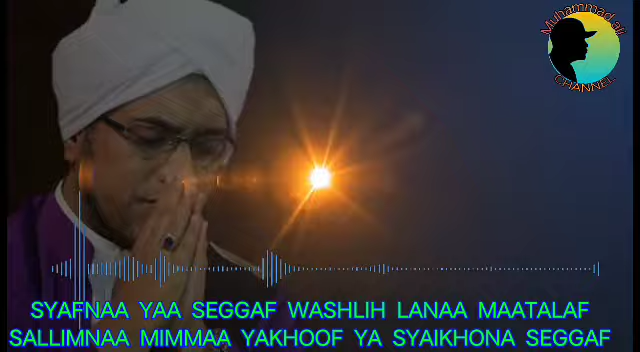 Muhammad ali
CHANNEL
SYAFNAA YAA SEGGAF WASHLIH LANAA MAATALAF
SALLIMNAA MIMMAA YAKHOOF YA SYAIKHONA SEGGAF